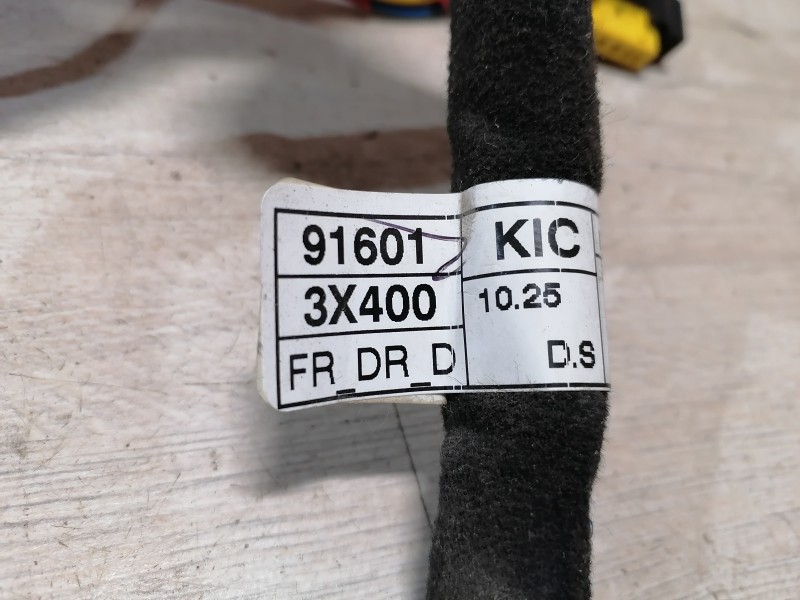 91601
3X400
FR_DR_D
KIC
10.25
D.S